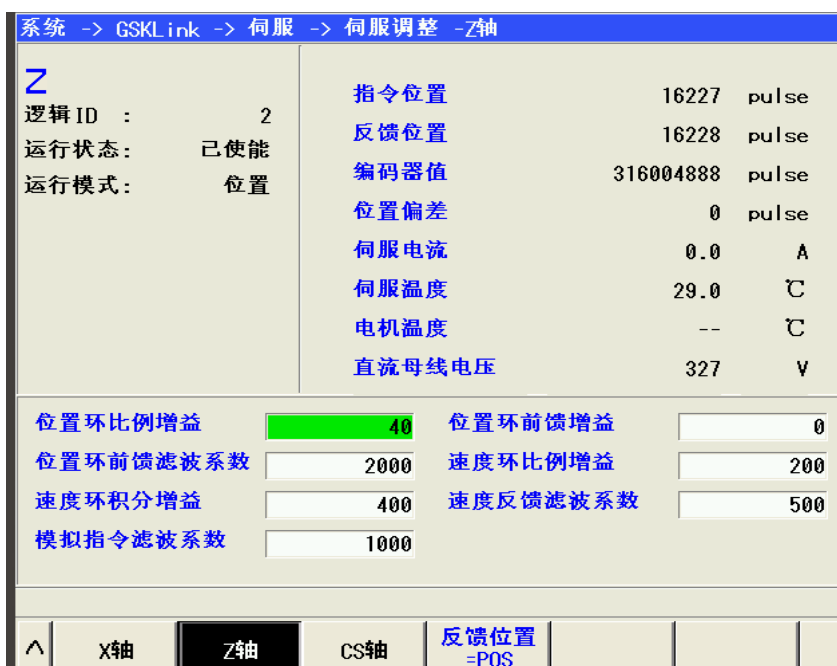 系统 -> GSKLink -> 伺服 -> 伺服调整 -Z轴
Z
逻辑ID : 2
运行状态: 已使能
运行模式: 位置
指令位置 16227 pulse
反馈位置 16228 pulse
编码器值 316004888 pulse
位置偏差 0 pulse
伺服电流 0.0 A
伺服温度 29.0 ℃
电机温度 -- ℃
直流母线电压 327 V
位置环比例增益 40 位置环前馈增益 0
位置环前馈滤波系数 2000 速度环比例增益 200
速度环积分增益 400 速度反馈滤波系数 500
模拟指令滤波系数 1000
^ X轴 Z轴 CS轴 反馈位置
=POS